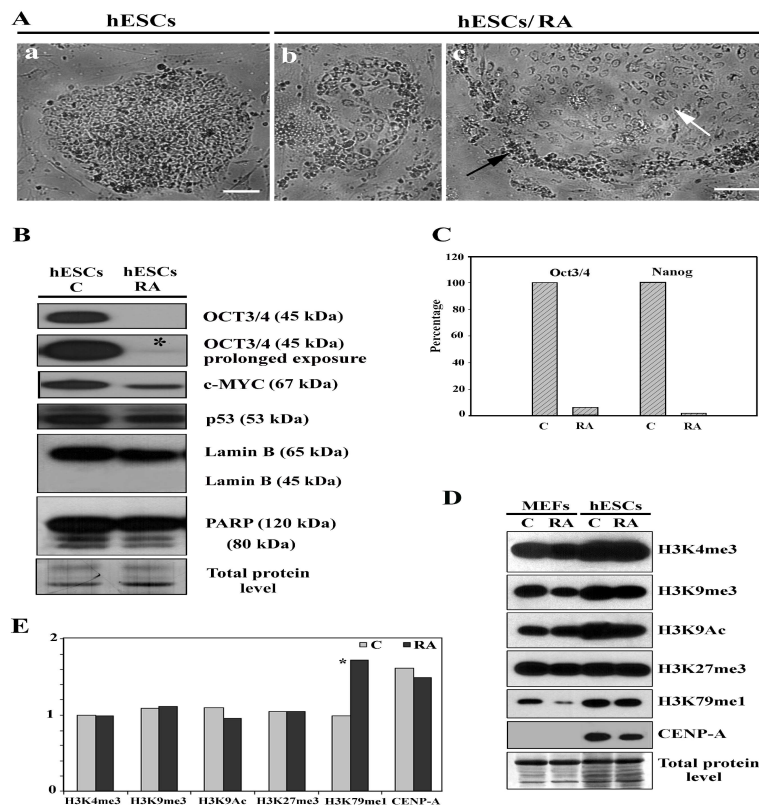 A
hESCs
hESCs/ RA
a
b
c
B
hESCs hESCs
C RA
OCT3/4 (45 kDa)
OCT3/4 (45 kDa)
prolonged exposure
*
c-MYC (67 kDa)
p53 (53 kDa)
Lamin B (65 kDa)
Lamin B (45 kDa)
PARP (120 kDa)
(80 kDa)
Total protein
level
C
Percentage
120
100
80
60
40
20
0
Oct3/4 Nanog
C RA C RA
D
MEFs hESCs
C RA C RA
H3K4me3
H3K9me3
H3K9Ac
H3K27me3
H3K79me1
CENP-A
Total protein
level
E
2
1
0
C RA
*
H3K4me3 H3K9me3 H3K9Ac H3K27me3 H3K79me1 CENP-A